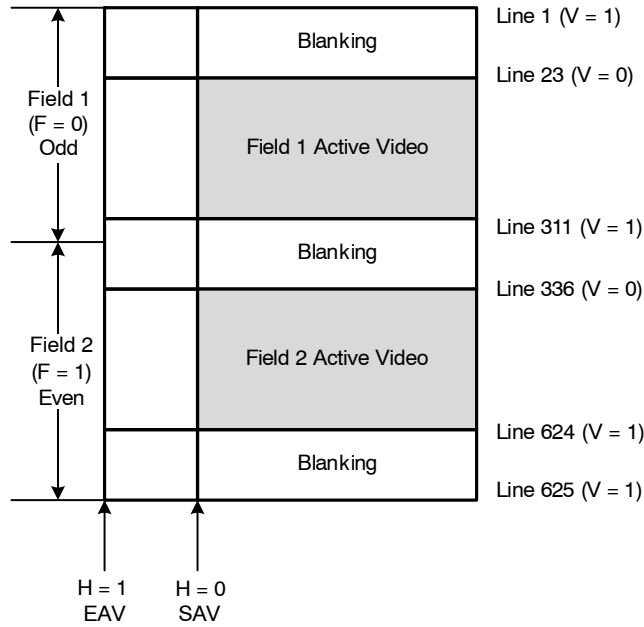 Line 1 (V = 1)
Blanking
Line 23 (V = 0)
Field 1
(F = 0)
Odd
Field 1 Active Video
Line 311 (V = 1)
Blanking
Line 336 (V = 0)
Field 2
(F = 1)
Even
Field 2 Active Video
Line 624 (V = 1)
Blanking
Line 625 (V = 1)
H = 1
EAV
H = 0
SAV